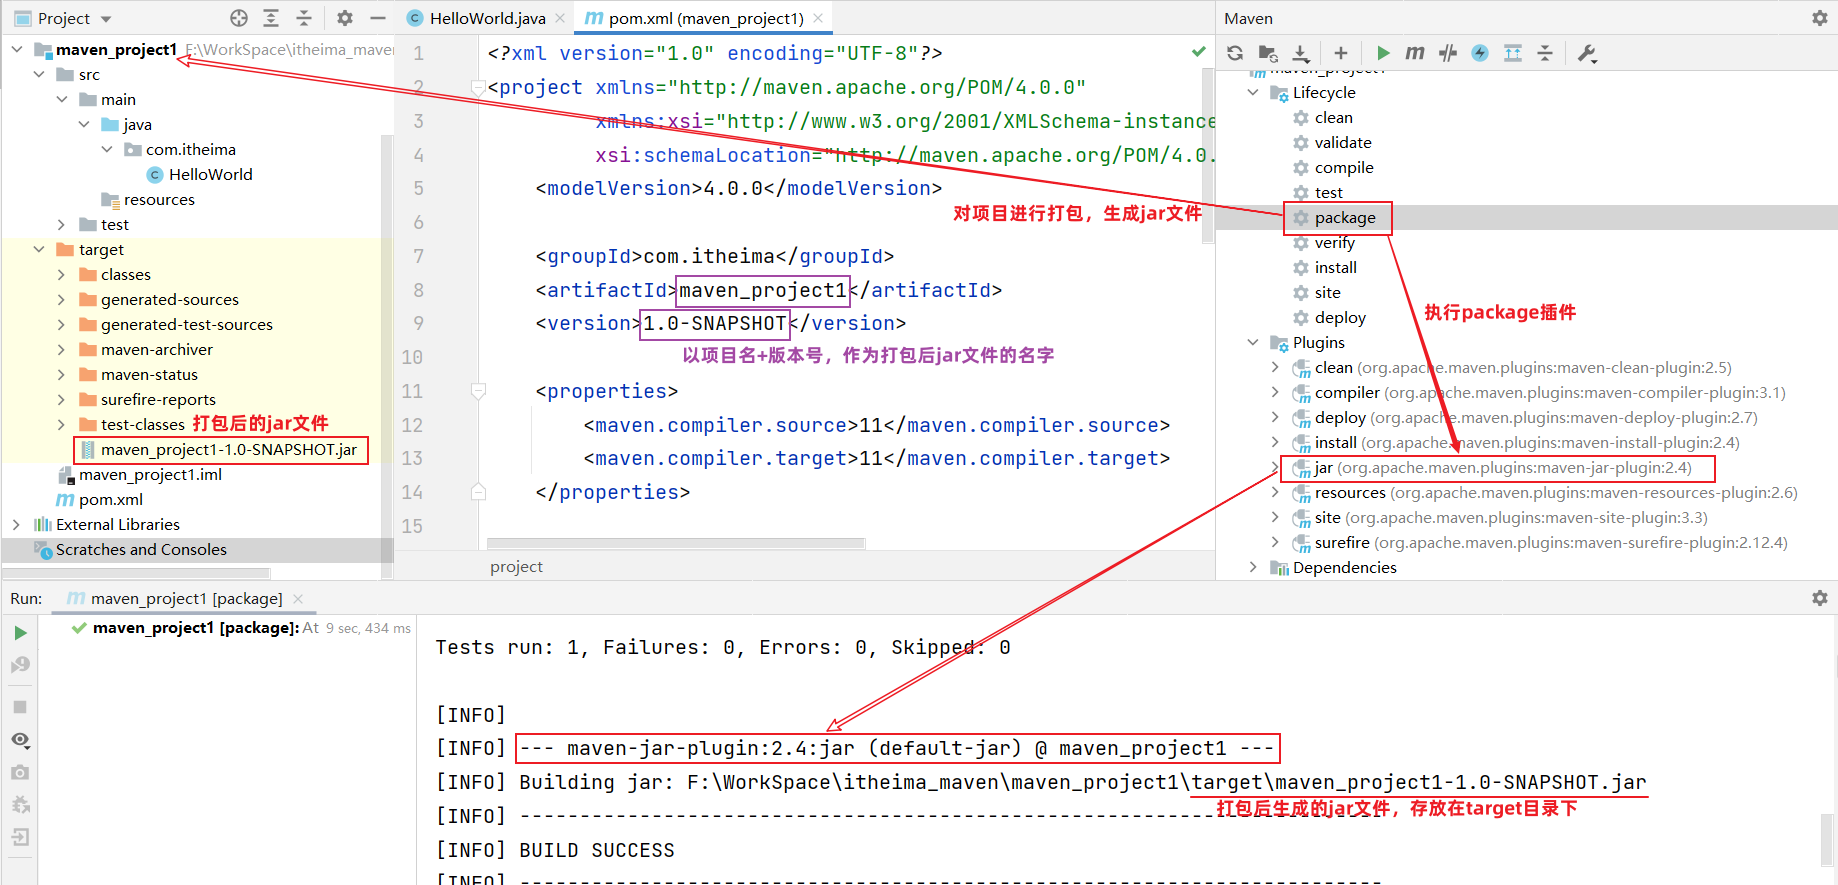 Project
maven_project1 F:\WorkSpace\itheima_maven
src
main
java
com.itheima
HelloWorld
resources
test
target
classes
generated-sources
generated-test-sources
maven-archiver
maven-status
surefire-reports
test-classes 打包后的jar文件
maven_project1-1.0-SNAPSHOT.jar
maven_project1.iml
pom.xml
External Libraries
Scratches and Consoles
HelloWorld.java
pom.xml (maven_project1)
1 <?xml version="1.0" encoding="UTF-8"?>
2 <project xmlns="http://maven.apache.org/POM/4.0.0"
3 xmlns:xsi="http://www.w3.org/2001/XMLSchema-instance
4 xsi:schemaLocation="http://maven.apache.org/POM/4.0.
5 <modelVersion>4.0.0</modelVersion>
6
对项目进行打包，生成jar文件
7 <groupId>com.itheima</groupId>
8 <artifactId>maven_project1</artifactId>
9 <version>1.0-SNAPSHOT</version>
10
以项目名+版本号，作为打包后jar文件的名字
11 <properties>
12 <maven.compiler.source>11</maven.compiler.source>
13 <maven.compiler.target>11</maven.compiler.target>
14 </properties>
15
project
Maven
maven_project1
Lifecycle
clean
validate
compile
test
package
verify
install
site
deploy
执行package插件
Plugins
clean (org.apache.maven.plugins:maven-clean-plugin:2.5)
compiler (org.apache.maven.plugins:maven-compiler-plugin:3.1)
deploy (org.apache.maven.plugins:maven-deploy-plugin:2.7)
install (org.apache.maven.plugins:maven-install-plugin:2.4)
jar (org.apache.maven.plugins:maven-jar-plugin:2.4)
resources (org.apache.maven.plugins:maven-resources-plugin:2.6)
site (org.apache.maven.plugins:maven-site-plugin:3.3)
surefire (org.apache.maven.plugins:maven-surefire-plugin:2.12.4)
Dependencies
Run: maven_project1 [package]
maven_project1 [package]: At 9 sec, 434 ms
Tests run: 1, Failures: 0, Errors: 0, Skipped: 0
[INFO]
[INFO] --- maven-jar-plugin:2.4:jar (default-jar) @ maven_project1 ---
[INFO] Building jar: F:\WorkSpace\itheima_maven\maven_project1\target\maven_project1-1.0-SNAPSHOT.jar
打包后生成的jar文件，存放在target目录下
[INFO] ------------------------------------------------------------------------
[INFO] BUILD SUCCESS
[INFO] ------------------------------------------------------------------------